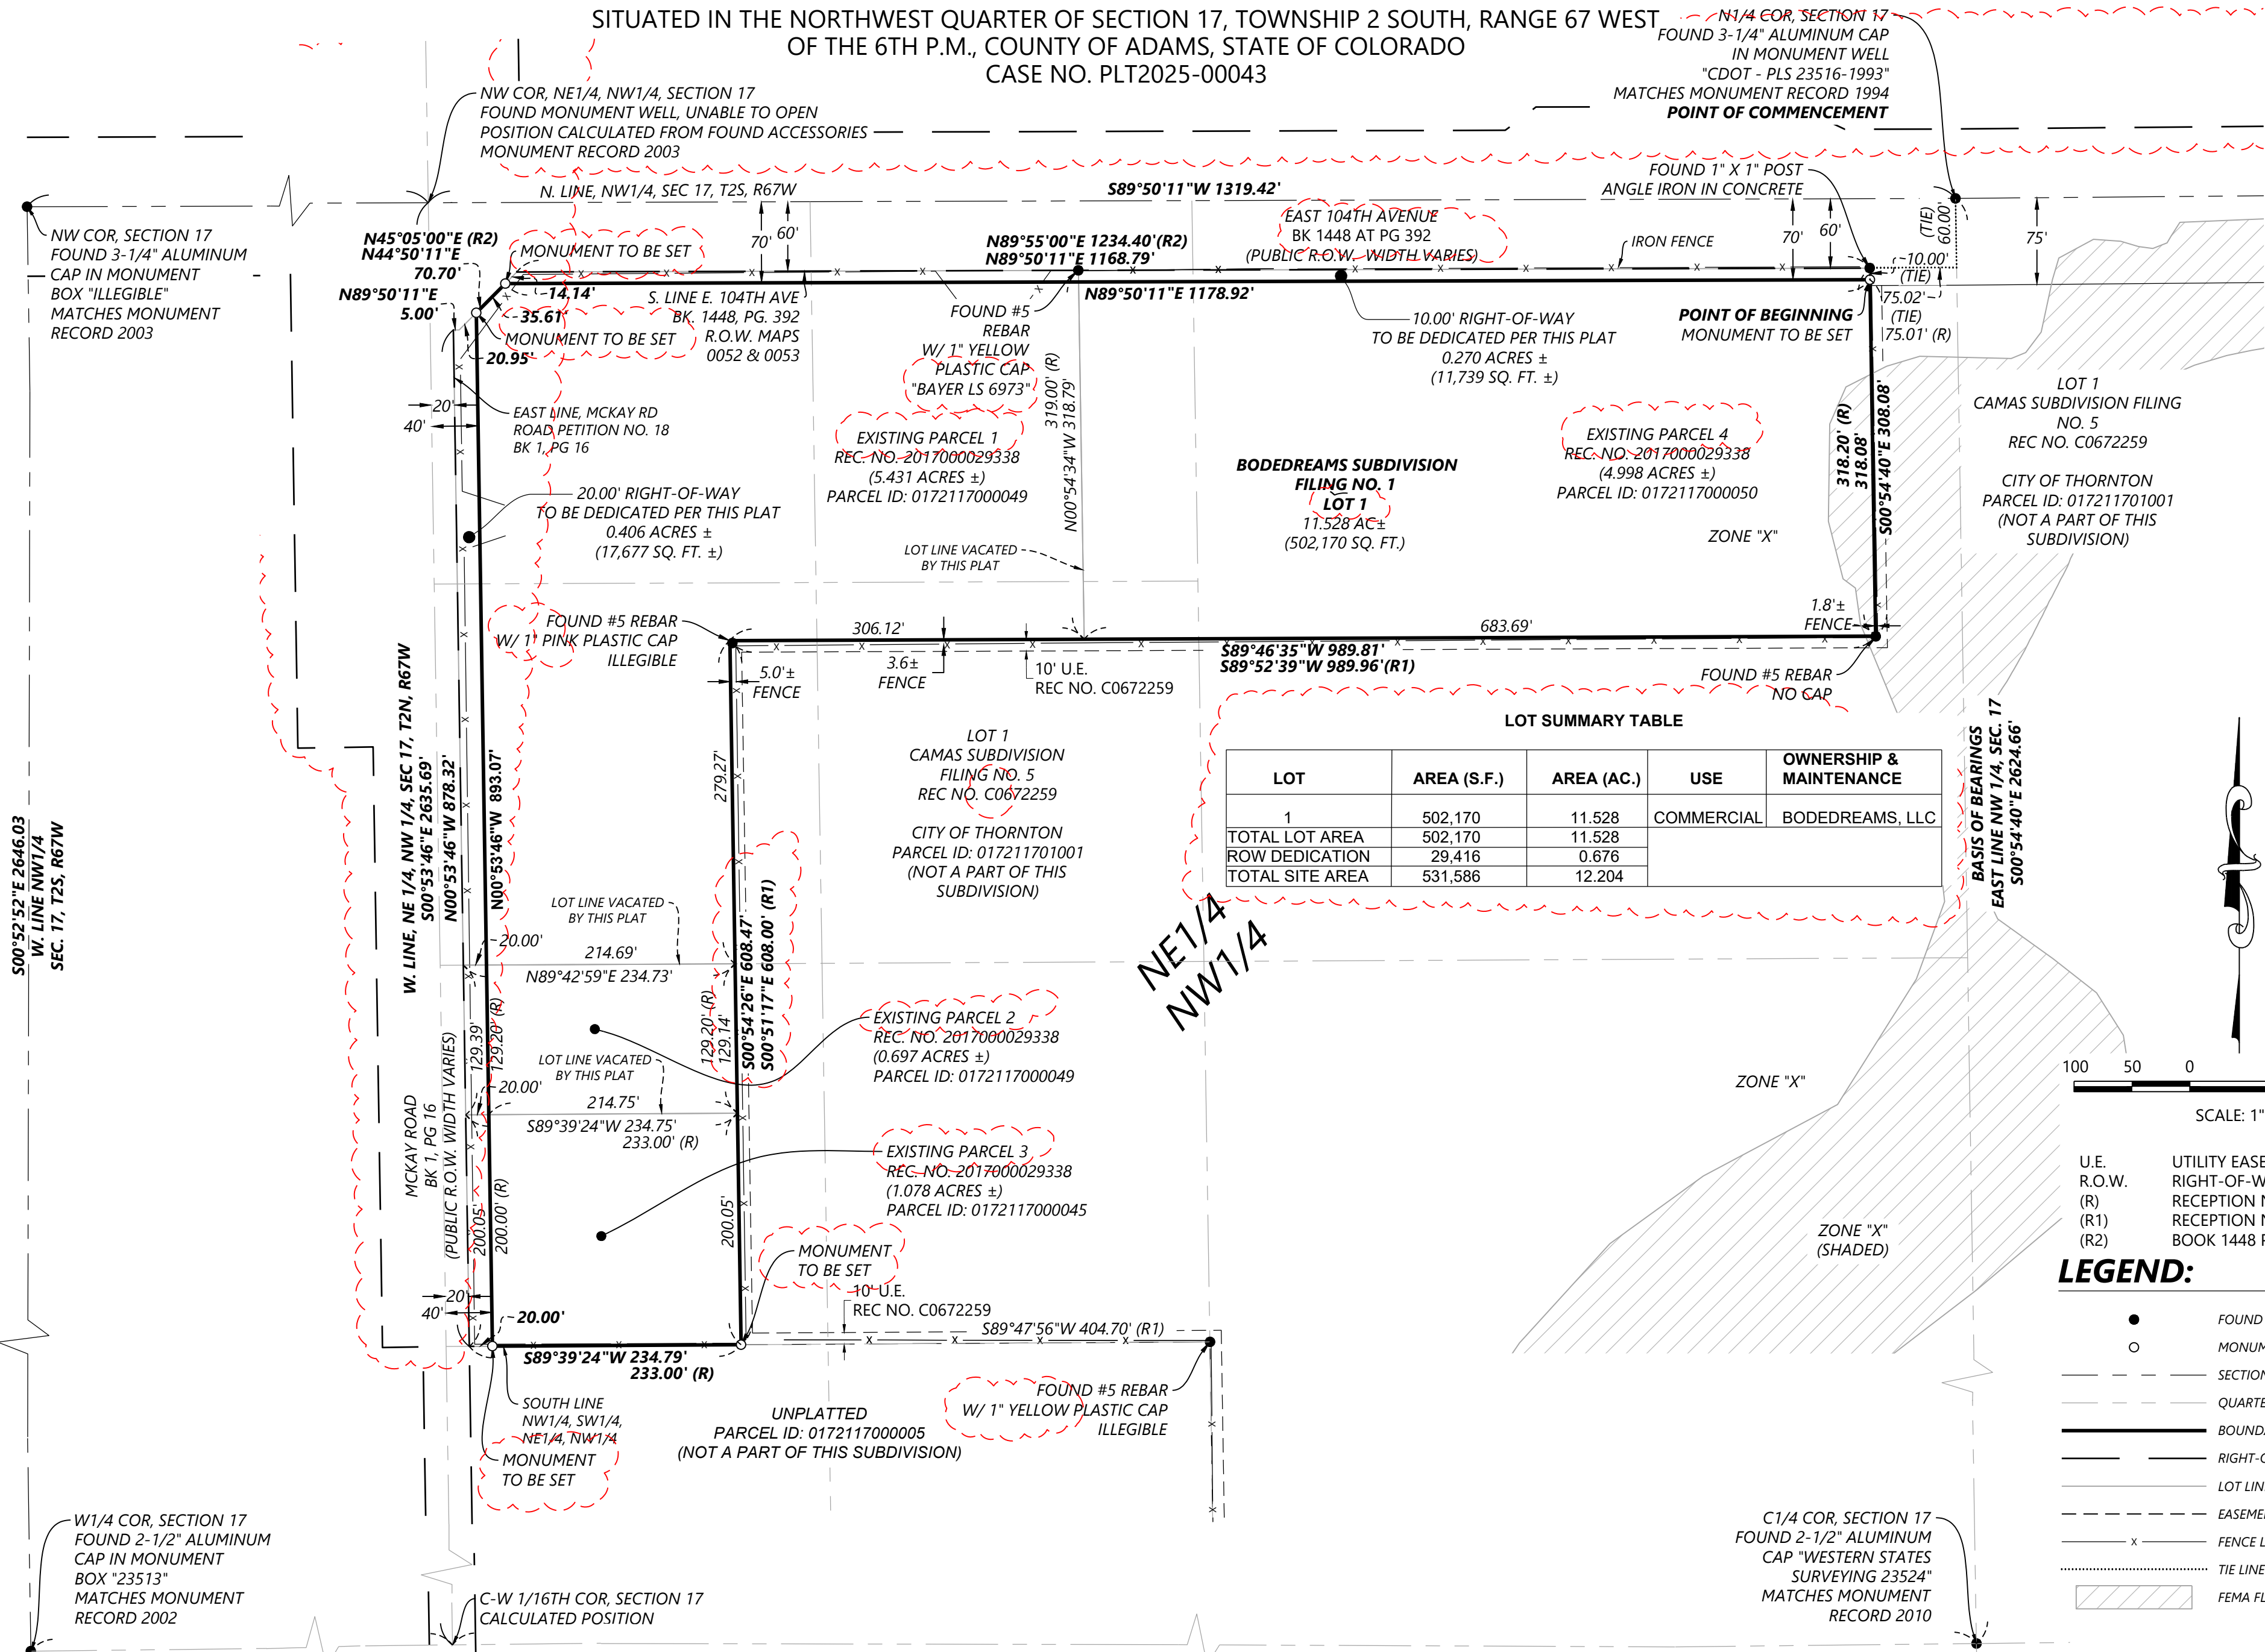 SITUATED IN THE NORTHWEST QUARTER OF SECTION 17, TOWNSHIP 2 SOUTH, RANGE 67 WEST
OF THE 6TH P.M., COUNTY OF ADAMS, STATE OF COLORADO
CASE NO. PLT2025-00043
N1/4 COR, SECTION 17
FOUND 3-1/4" ALUMINUM CAP
IN MONUMENT WELL
"CDOT - PLS 23516-1993"
MATCHES MONUMENT RECORD 1994
POINT OF COMMENCEMENT
NW COR, NE1/4, NW1/4, SECTION 17
FOUND MONUMENT WELL, UNABLE TO OPEN
POSITION CALCULATED FROM FOUND ACCESSORIES
MONUMENT RECORD 2003
N. LINE, NW1/4, SEC 17, T2S, R67W
S89°50'11"W 1319.42'
FOUND 1" X 1" POST
ANGLE IRON IN CONCRETE
NW COR, SECTION 17
FOUND 3-1/4" ALUMINUM
CAP IN MONUMENT
BOX "ILLEGIBLE"
MATCHES MONUMENT
RECORD 2003
N45°05'00"E (R2)
N44°50'11"E
70.70'
N89°50'11"E
5.00'
MONUMENT TO BE SET
14.14'
35.61'
MONUMENT TO BE SET
20.95'
70'
60'
S. LINE E. 104TH AVE
BK. 1448, PG. 392
R.O.W. MAPS
0052 & 0053
N89°55'00"E 1234.40'(R2)
N89°50'11"E 1168.79'
N89°50'11"E 1178.92'
EAST 104TH AVENUE
BK 1448 AT PG 392
(PUBLIC R.O.W. WIDTH VARIES)
IRON FENCE
70'
60'
(TIE)
60.00'
75'
10.00'
(TIE)
75.02'
(TIE)
75.01' (R)
POINT OF BEGINNING
MONUMENT TO BE SET
FOUND #5
REBAR
W/ 1" YELLOW
PLASTIC CAP
"BAYER LS 6973"
10.00' RIGHT-OF-WAY
TO BE DEDICATED PER THIS PLAT
0.270 ACRES ±
(11,739 SQ. FT. ±)
319.00' (R)
N00°54'34"W 318.79'
20'
40'
EAST LINE, MCKAY RD
ROAD PETITION NO. 18
BK 1, PG 16
EXISTING PARCEL 1
REC. NO. 2017000029338
(5.431 ACRES ±)
PARCEL ID: 0172117000049
BODEDREAMS SUBDIVISION
FILING NO. 1
LOT 1
11.528 AC±
(502,170 SQ. FT.)
EXISTING PARCEL 4
REC. NO. 2017000029338
(4.998 ACRES ±)
PARCEL ID: 0172117000050
ZONE "X"
318.20' (R)
318.08'
S00°54'40"E 308.08'
LOT 1
CAMAS SUBDIVISION FILING
NO. 5
REC NO. C0672259
CITY OF THORNTON
PARCEL ID: 017211701001
(NOT A PART OF THIS
SUBDIVISION)
20.00' RIGHT-OF-WAY
TO BE DEDICATED PER THIS PLAT
0.406 ACRES ±
(17,677 SQ. FT. ±)
LOT LINE VACATED
BY THIS PLAT
FOUND #5 REBAR
W/ 1" PINK PLASTIC CAP
ILLEGIBLE
306.12'
683.69'
1.8'±
FENCE
5.0'±
FENCE
3.6±
FENCE
10' U.E.
REC NO. C0672259
S89°46'35"W 989.81'
S89°52'39"W 989.96'(R1)
FOUND #5 REBAR
NO CAP
LOT SUMMARY TABLE
LOT AREA (S.F.) AREA (AC.) USE OWNERSHIP & MAINTENANCE
1 502,170 11.528 COMMERCIAL BODEDREAMS, LLC
TOTAL LOT AREA 502,170 11.528
ROW DEDICATION 29,416 0.676
TOTAL SITE AREA 531,586 12.204
BASIS OF BEARINGS
EAST LINE NW 1/4, SEC. 17
S00°54'40"E 2624.66'
LOT 1
CAMAS SUBDIVISION
FILING NO. 5
REC NO. C0672259
CITY OF THORNTON
PARCEL ID: 017211701001
(NOT A PART OF THIS
SUBDIVISION)
S00°52'52"E 2646.03
W. LINE NW1/4
SEC. 17, T2S, R67W
W. LINE, NE 1/4, NW 1/4, SEC 17, T2N, R67W
S00°53'46"E 2635.69'
N00°53'46"W 878.32'
N00°53'46"W 893.07'
279.27'
S00°54'26"E 608.47'
S00°51'17"E 608.00' (R1)
LOT LINE VACATED
BY THIS PLAT
20.00'
214.69'
N89°42'59"E 234.73'
NE1/4
NW1/4
129.39'
129.20' (R)
129.20' (R)
129.14'
LOT LINE VACATED
BY THIS PLAT
20.00'
214.75'
S89°39'24"W 234.75'
233.00' (R)
EXISTING PARCEL 2
REC. NO. 2017000029338
(0.697 ACRES ±)
PARCEL ID: 0172117000049
EXISTING PARCEL 3
REC. NO. 2017000029338
(1.078 ACRES ±)
PARCEL ID: 0172117000045
MCKAY ROAD
BK 1, PG 16
(PUBLIC R.O.W. WIDTH VARIES)
200.05'
200.00' (R)
200.05'
MONUMENT
TO BE SET
10' U.E.
REC NO. C0672259
S89°47'56"W 404.70' (R1)
20'
40'
20.00'
S89°39'24"W 234.79'
233.00' (R)
SOUTH LINE
NW1/4, SW1/4,
NE1/4, NW1/4
MONUMENT
TO BE SET
UNPLATTED
PARCEL ID: 0172117000005
(NOT A PART OF THIS SUBDIVISION)
FOUND #5 REBAR
W/ 1" YELLOW PLASTIC CAP
ILLEGIBLE
ZONE "X"
ZONE "X"
(SHADED)
100 50 0
SCALE: 1"
U.E. UTILITY EASE
R.O.W. RIGHT-OF-W
(R) RECEPTION N
(R1) RECEPTION N
(R2) BOOK 1448 P
LEGEND:
FOUND
MONUM
SECTION
QUARTE
BOUNDA
RIGHT-O
LOT LIN
EASEME
x FENCE L
TIE LINE
FEMA FL
W1/4 COR, SECTION 17
FOUND 2-1/2" ALUMINUM
CAP IN MONUMENT
BOX "23513"
MATCHES MONUMENT
RECORD 2002
C-W 1/16TH COR, SECTION 17
CALCULATED POSITION
C1/4 COR, SECTION 17
FOUND 2-1/2" ALUMINUM
CAP "WESTERN STATES
SURVEYING 23524"
MATCHES MONUMENT
RECORD 2010